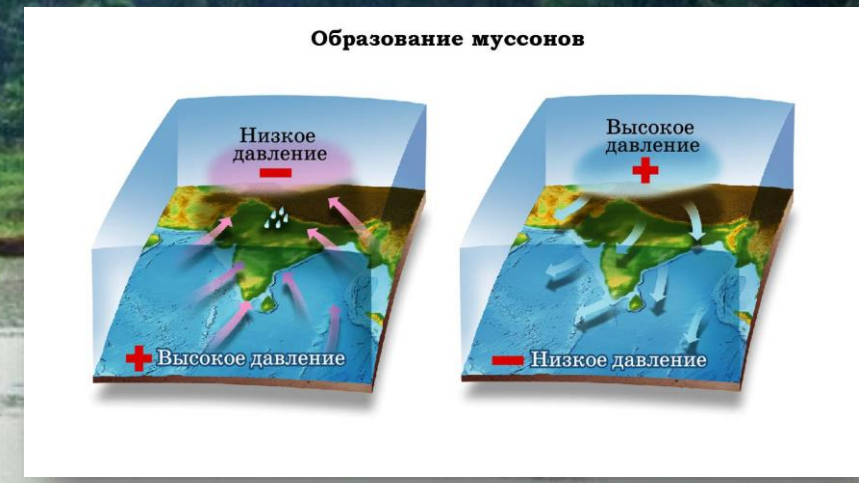 Образование муссонов
Низкое
давление
Высокое давление
Высокое
давление
Низкое давление